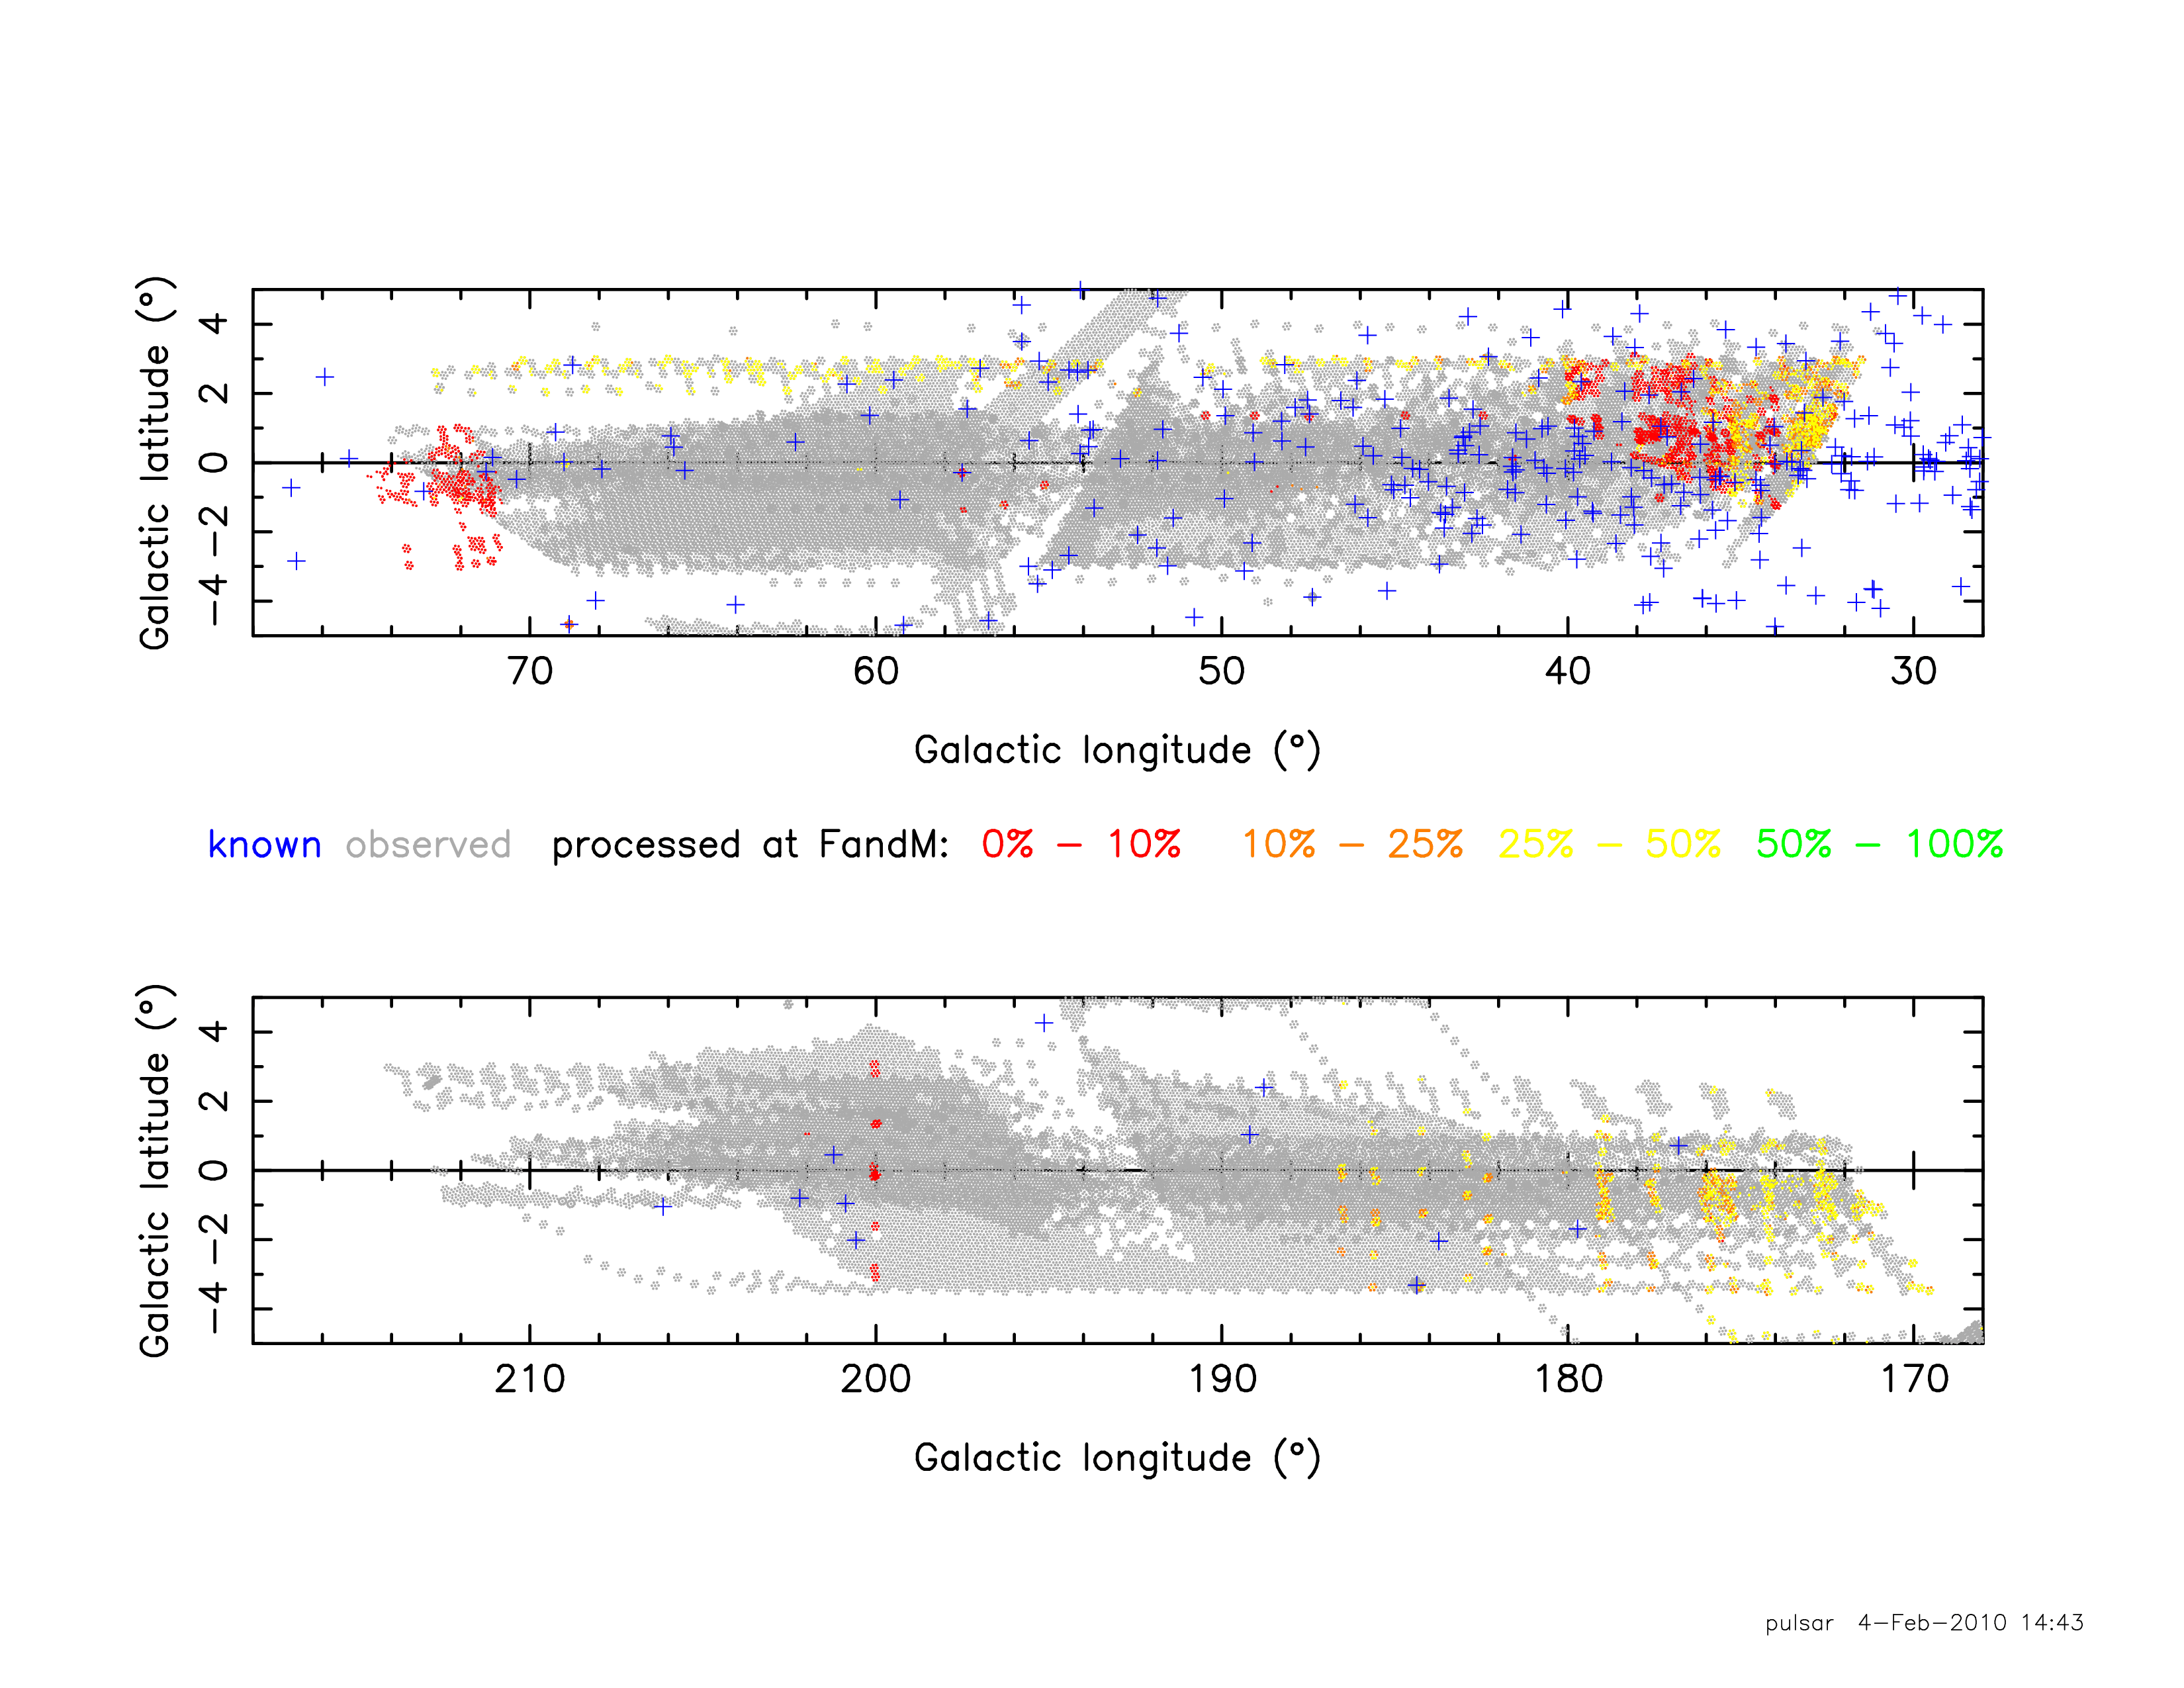 Galactic latitude (°)
4
2
0
−2
−4
70 60 50 40 30
Galactic longitude (°)
known observed processed at FandM: 0% − 10% 10% − 25% 25% − 50% 50% − 100%
Galactic latitude (°)
4
2
0
−2
−4
210 200 190 180 170
Galactic longitude (°)
pulsar 4−Feb−2010 14:43